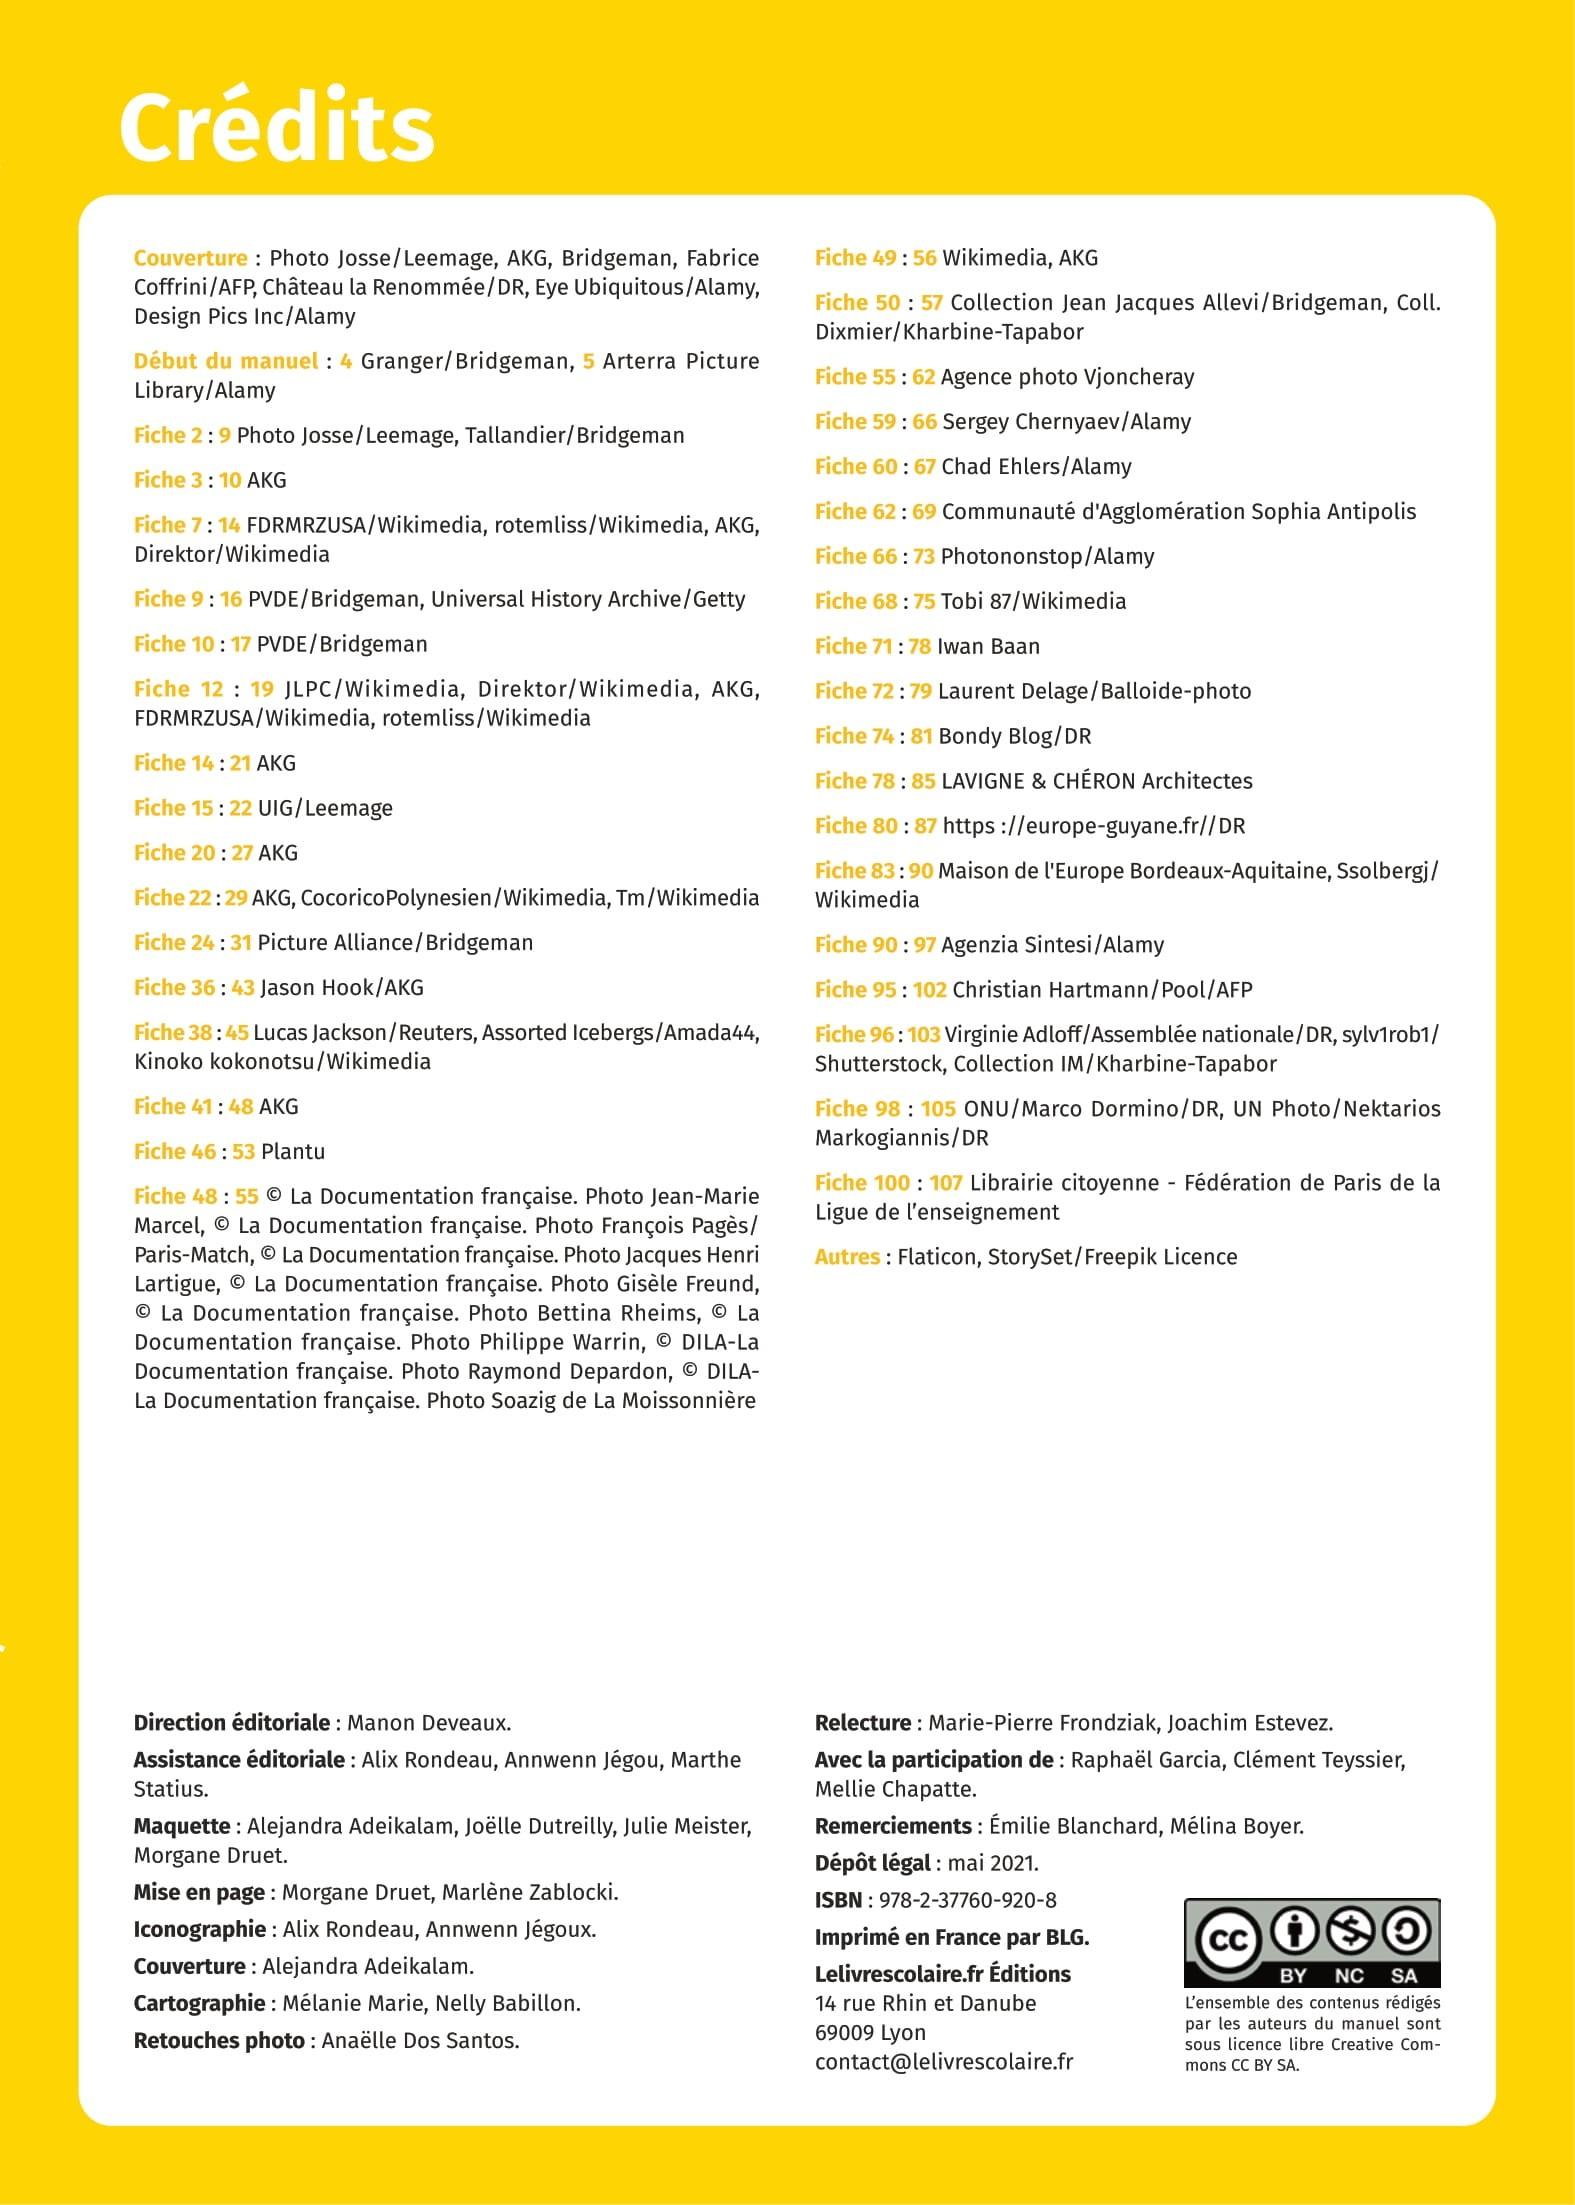 Crédits
Couverture : Photo Josse/Leemage, AKG, Bridgeman, Fabrice
Coffrini/AFP, Château la Renommée/DR, Eye Ubiquitous/Alamy,
Design Pics Inc/Alamy
Début du manuel : 4 Granger/Bridgeman, 5 Arterra Picture
Library/Alamy
Fiche 2 : 9 Photo Josse/Leemage, Tallandier/Bridgeman
Fiche 3 : 10 AKG
Fiche 7 : 14 FDRMRZUSA/Wikimedia, rotemliss/Wikimedia, AKG,
Direktor/Wikimedia
Fiche 9 : 16 PVDE/Bridgeman, Universal History Archive/Getty
Fiche 10 : 17 PVDE/Bridgeman
Fiche 12 : 19 JLPC/Wikimedia, Direktor/Wikimedia, AKG,
FDRMRZUSA/Wikimedia, rotemliss/Wikimedia
Fiche 14 : 21 AKG
Fiche 15 : 22 UIG/Leemage
Fiche 20 : 27 AKG
Fiche 22 : 29 AKG, CocoricoPolynesien/Wikimedia, Tm/Wikimedia
Fiche 24 : 31 Picture Alliance/Bridgeman
Fiche 36 : 43 Jason Hook/AKG
Fiche 38 : 45 Lucas Jackson/Reuters, Assorted Icebergs/Amada44,
Kinoko kokonotsu/Wikimedia
Fiche 41 : 48 AKG
Fiche 46 : 53 Plantu
Fiche 48 : 55 © La Documentation française. Photo Jean-Marie
Marcel, © La Documentation française. Photo François Pagès/
Paris-Match, © La Documentation française. Photo Jacques Henri
Lartigue, © La Documentation française. Photo Gisèle Freund,
© La Documentation française. Photo Bettina Rheims, © La
Documentation française. Photo Philippe Warrin, © DILA-La
Documentation française. Photo Raymond Depardon, © DILA-
La Documentation française. Photo Soazig de La Moissonnière
Fiche 49 : 56 Wikimedia, AKG
Fiche 50 : 57 Collection Jean Jacques Allevi/Bridgeman, Coll.
Dixmier/Kharbine-Tapabor
Fiche 55 : 62 Agence photo Vjoncheray
Fiche 59 : 66 Sergey Chernyaev/Alamy
Fiche 60 : 67 Chad Ehlers/Alamy
Fiche 62 : 69 Communauté d'Agglomération Sophia Antipolis
Fiche 66 : 73 Photononstop/Alamy
Fiche 68 : 75 Tobi 87/Wikimedia
Fiche 71 : 78 Iwan Baan
Fiche 72 : 79 Laurent Delage/Balloide-photo
Fiche 74 : 81 Bondy Blog/DR
Fiche 78 : 85 LAVIGNE & CHÉRON Architectes
Fiche 80 : 87 https ://europe-guyane.fr//DR
Fiche 83 : 90 Maison de l'Europe Bordeaux-Aquitaine, Ssolbergj/
Wikimedia
Fiche 90 : 97 Agenzia Sintesi/Alamy
Fiche 95 : 102 Christian Hartmann/Pool/AFP
Fiche 96 : 103 Virginie Adloff/Assemblée nationale/DR, sylv1rob1/
Shutterstock, Collection IM/Kharbine-Tapabor
Fiche 98 : 105 ONU/Marco Dormino/DR, UN Photo/Nektarios
Markogiannis/DR
Fiche 100 : 107 Librairie citoyenne - Fédération de Paris de la
Ligue de l’enseignement
Autres : Flaticon, StorySet/Freepik Licence
Direction éditoriale : Manon Deveaux.
Assistance éditoriale : Alix Rondeau, Annwenn Jégou, Marthe
Statius.
Maquette : Alejandra Adeikalam, Joëlle Dutreilly, Julie Meister,
Morgane Druet.
Mise en page : Morgane Druet, Marlène Zablocki.
Iconographie : Alix Rondeau, Annwenn Jégoux.
Couverture : Alejandra Adeikalam.
Cartographie : Mélanie Marie, Nelly Babillon.
Retouches photo : Anaëlle Dos Santos.
Relecture : Marie-Pierre Frondziak, Joachim Estevez.
Avec la participation de : Raphaël Garcia, Clément Teyssier,
Mellie Chapatte.
Remerciements : Émilie Blanchard, Mélina Boyer.
Dépôt légal : mai 2021.
ISBN : 978-2-37760-920-8
Imprimé en France par BLG.
Lelivrescolaire.fr Éditions
14 rue Rhin et Danube
69009 Lyon
contact@lelivrescolaire.fr
cc
BY NC SA
L’ensemble des contenus rédigés
par les auteurs du manuel sont
sous licence libre Creative Com-
mons CC BY SA.